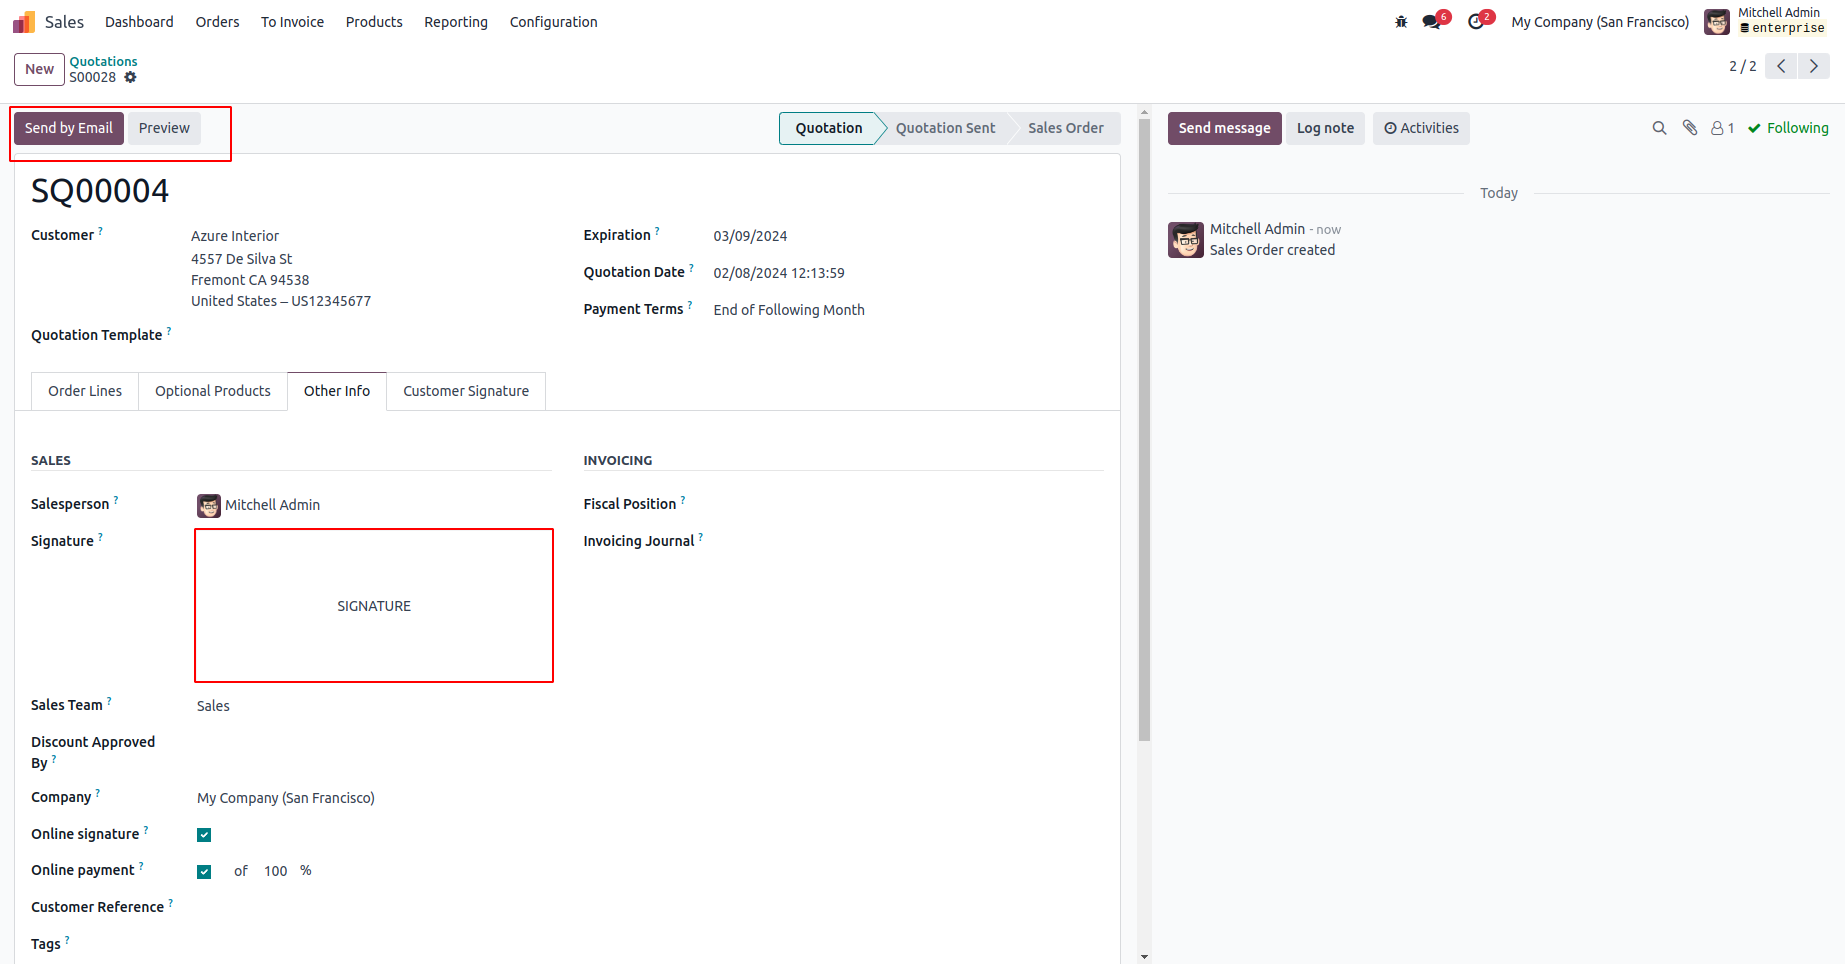 Sales Dashboard Orders To Invoice Products Reporting Configuration 6 2 My Company (San Francisco) Mitchell Admin
enterprise
New Quotations
S00028 2 / 2
Send by Email Preview Quotation Quotation Sent Sales Order Send message Log note Activities 1 Following
SQ00004
Today
Customer ? Azure Interior
4557 De Silva St
Fremont CA 94538
United States – US12345677
Expiration ? 03/09/2024
Quotation Date ? 02/08/2024 12:13:59
Payment Terms ? End of Following Month
Mitchell Admin - now
Sales Order created
Quotation Template ?
Order Lines Optional Products Other Info Customer Signature
SALES
Salesperson ? Mitchell Admin
Signature ?
SIGNATURE
Sales Team ? Sales
Discount Approved
By ?
Company ? My Company (San Francisco)
Online signature ?
Online payment ? of 100 %
Customer Reference ?
Tags ?
INVOICING
Fiscal Position ?
Invoicing Journal ?